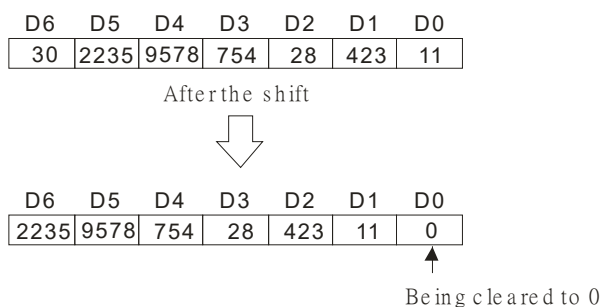 D6 D5 D4 D3 D2 D1 D0
30 2235 9578 754 28 423 11
After the shift
D6 D5 D4 D3 D2 D1 D0
2235 9578 754 28 423 11 0
Being cleared to 0